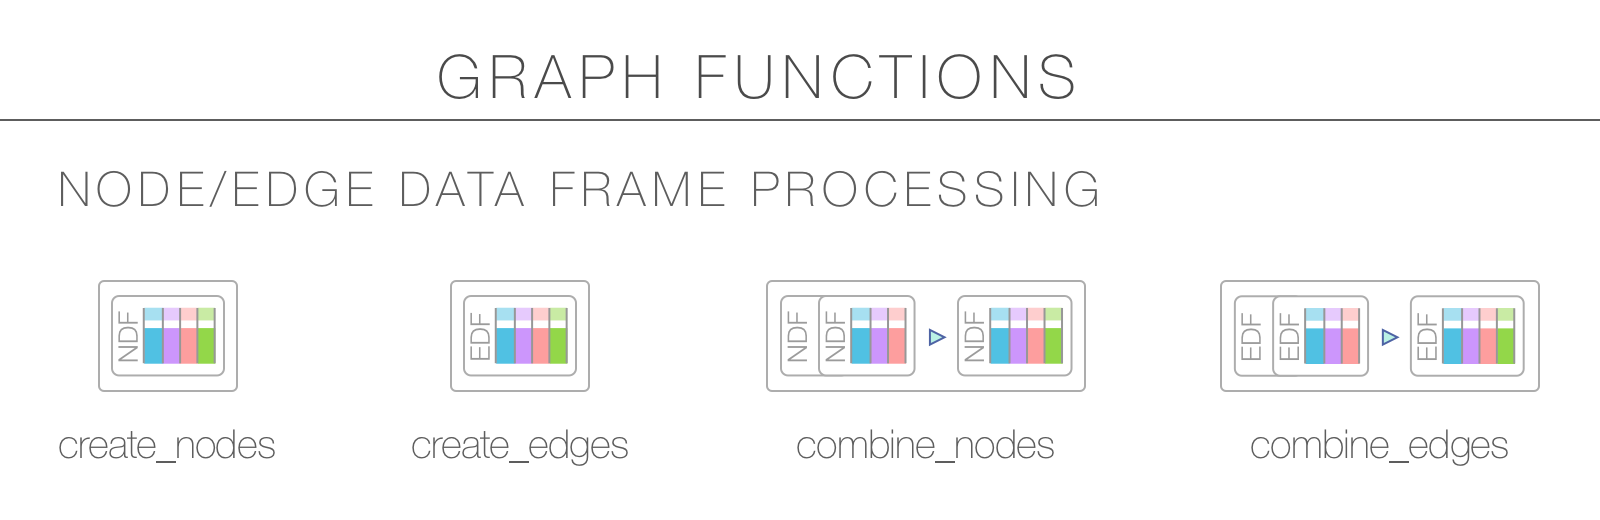 GRAPH FUNCTIONS
NODE/EDGE DATA FRAME PROCESSING
NDF
EDF
NDF NDF NDF
EDF EDF EDF
create_nodes
create_edges
combine_nodes
combine_edges